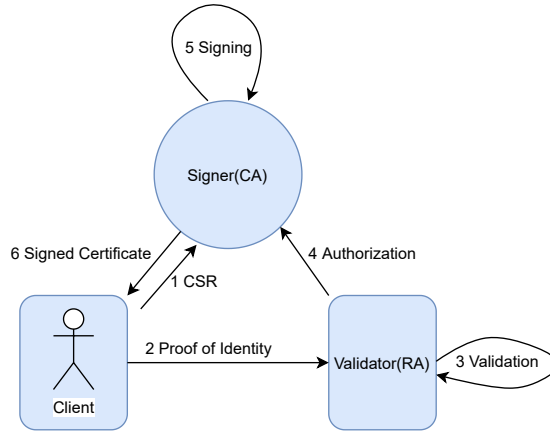 5 Signing
Signer(CA)
6 Signed Certificate
4 Authorization
1 CSR
2 Proof of Identity
Validator(RA)
3 Validation
Client